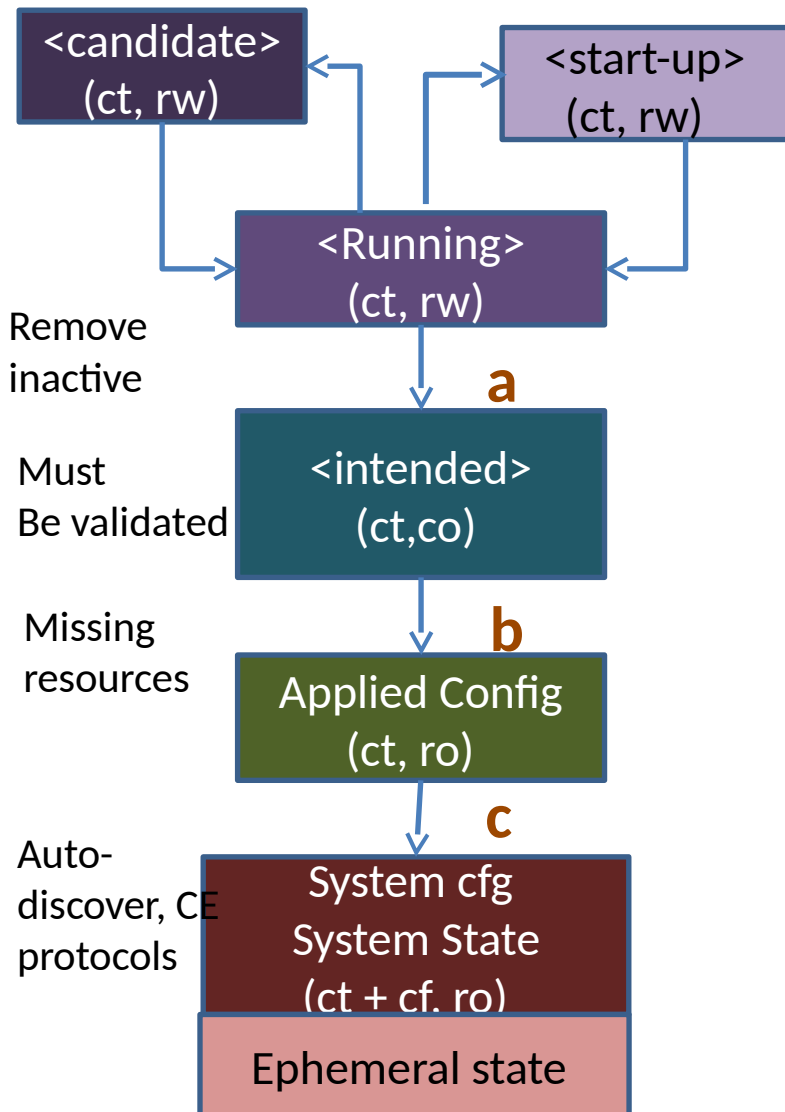 <candidate>
(ct, rw)
<start-up>
(ct, rw)
<Running>
(ct, rw)
Remove
inactive
a
<intended>
(ct,co)
Must
Be validated
b
Missing
resources
Applied Config
(ct, ro)
c
Auto-
discover, CE
protocols
System cfg
System State
(ct + cf, ro)
Ephemeral state